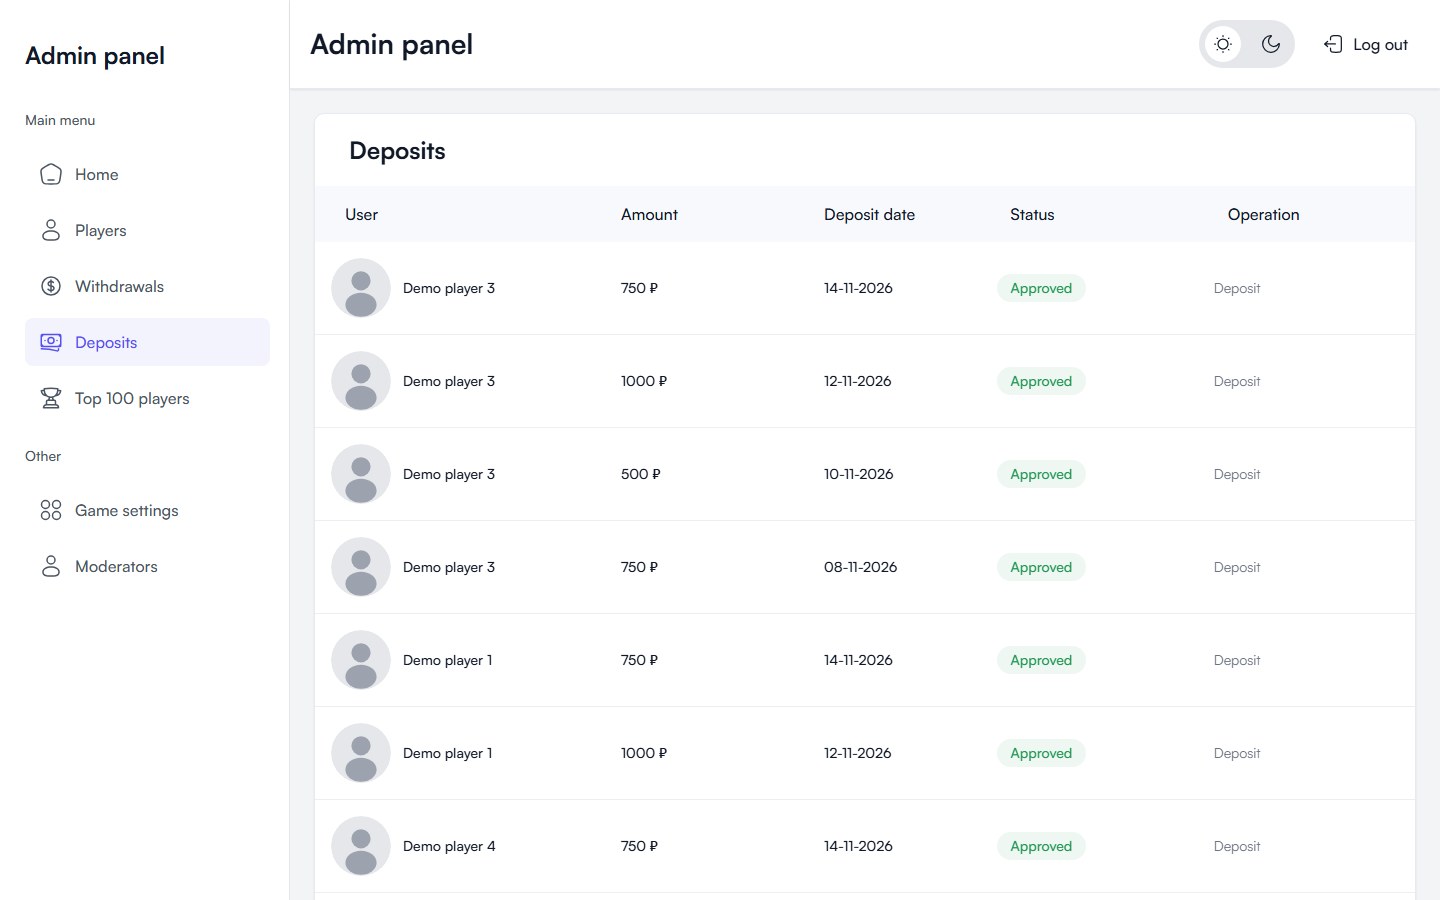 Admin panel
Admin panel
Log out
Main menu
Home
Players
Withdrawals
Deposits
Top 100 players
Other
Game settings
Moderators
Deposits
User Amount Deposit date Status Operation
Demo player 3 750 ₽ 14-11-2026 Approved Deposit
Demo player 3 1000 ₽ 12-11-2026 Approved Deposit
Demo player 3 500 ₽ 10-11-2026 Approved Deposit
Demo player 3 750 ₽ 08-11-2026 Approved Deposit
Demo player 1 750 ₽ 14-11-2026 Approved Deposit
Demo player 1 1000 ₽ 12-11-2026 Approved Deposit
Demo player 4 750 ₽ 14-11-2026 Approved Deposit